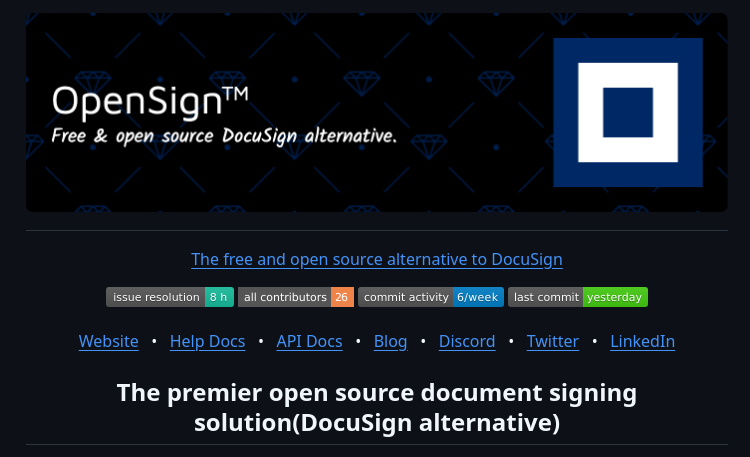 OpenSign™
Free & open source DocuSign alternative.
The free and open source alternative to DocuSign
issue resolution 8 h all contributors 26 commit activity 6/week last commit yesterday
Website • Help Docs • API Docs • Blog • Discord • Twitter • LinkedIn
The premier open source document signing
solution(DocuSign alternative)